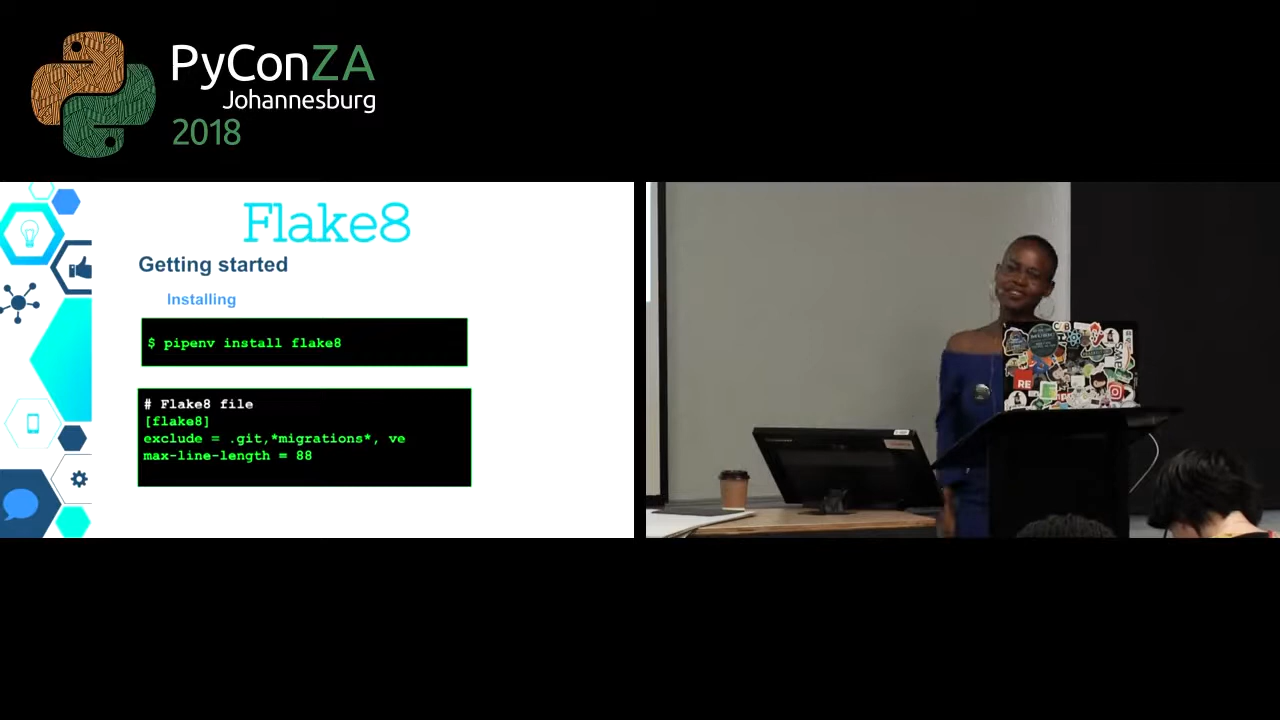 PyConZA
Johannesburg
2018
Flake8
Getting started
Installing
$ pipenv install flake8
# Flake8 file
[flake8]
exclude = .git,*migrations*, ve
max-line-length = 88
RE